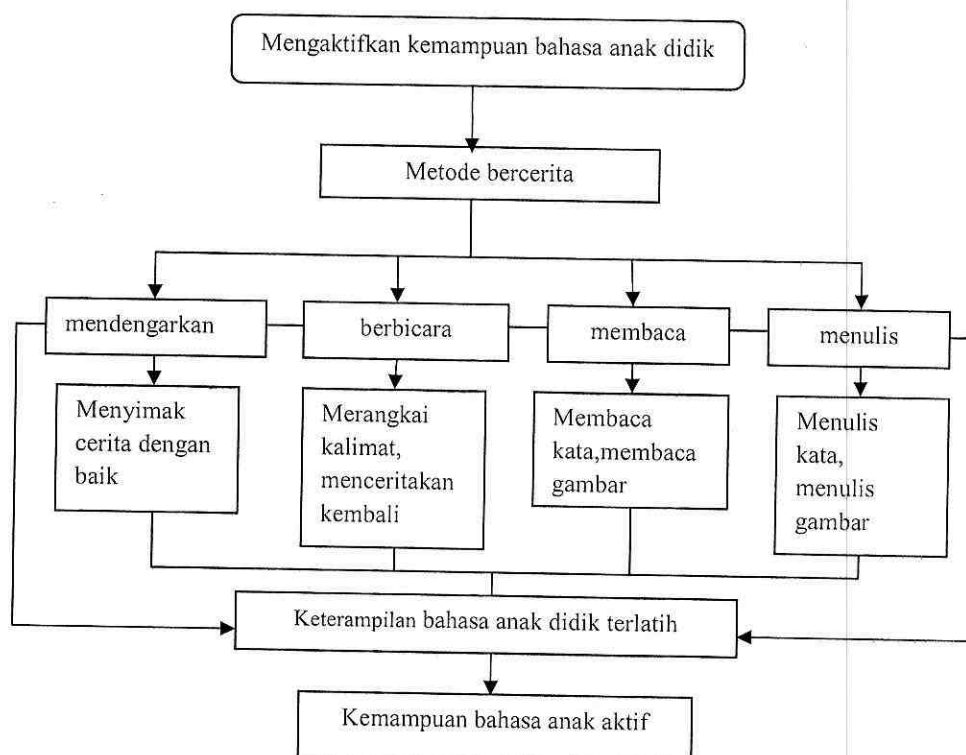 Mengaktifkan kemampuan bahasa anak didik
Metode bercerita
mendengarkan
berbicara
membaca
menulis
Menyimak
cerita dengan
baik
Merangkai
kalimat,
menceritakan
kembali
Membaca
kata,membaca
gambar
Menulis
kata,
menulis
gambar
Keterampilan bahasa anak didik terlatih
Kemampuan bahasa anak aktif